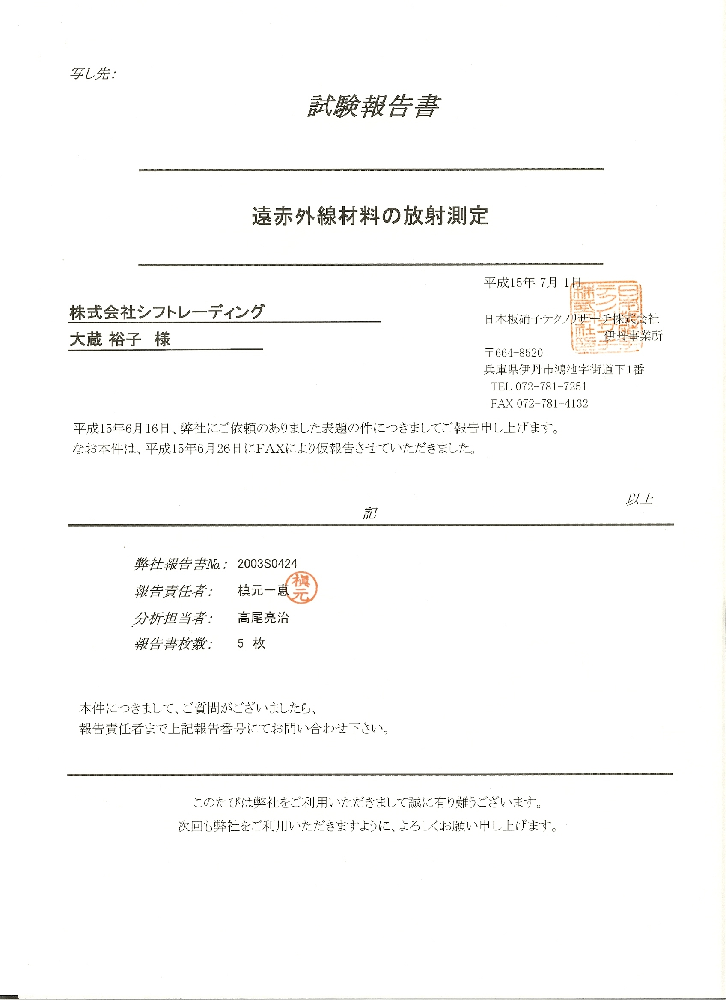 写し先：
試験報告書
遠赤外線材料の放射測定
平成15年 7月 1日
株式会社シフトレーディング
大蔵 裕子 様
日本板硝子テクノリサーチ株式会社
伊丹事業所
〒664-8520
兵庫県伊丹市鴻池字街道下1番
TEL 072-781-7251
FAX 072-781-4132
平成15年6月16日、弊社にご依頼のありました表題の件につきましてご報告申し上げます。
なお本件は、平成15年6月26日にFAXにより仮報告させていただきました。
以上
記
弊社報告書№： 2003S0424
報告責任者： 槙元一恵
槇元
分析担当者： 高尾亮治
報告書枚数： 5 枚
本件につきまして、ご質問がございましたら、
報告責任者まで上記報告番号にてお問い合わせ下さい。
このたびは弊社をご利用いただきまして誠に有り難うございます。
次回も弊社をご利用いただきますように、よろしくお願い申し上げます。